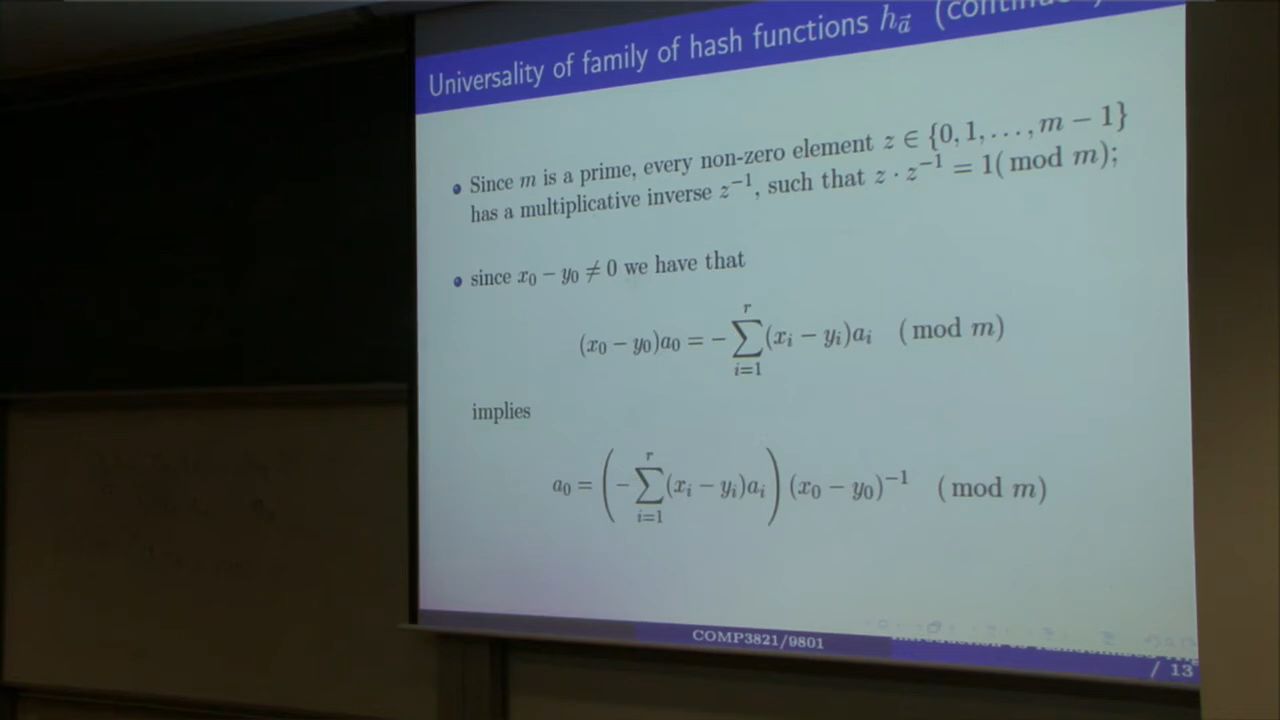 Universality of family of hash functions $h_{\vec{a}}$
• Since $m$ is a prime, every non-zero element $z \in \{0, 1, \ldots, m-1\}$
has a multiplicative inverse $z^{-1}$, such that $z \cdot z^{-1} = 1 (\bmod\ m)$;
• since $x_0 - y_0 \neq 0$ we have that
$(x_0 - y_0)a_0 = -\sum_{i=1}^{r}(x_i - y_i)a_i \pmod{m}$
implies
$a_0 = \left(-\sum_{i=1}^{r}(x_i - y_i)a_i\right)(x_0 - y_0)^{-1} \pmod{m}$
COMP3821/9801
/ 13